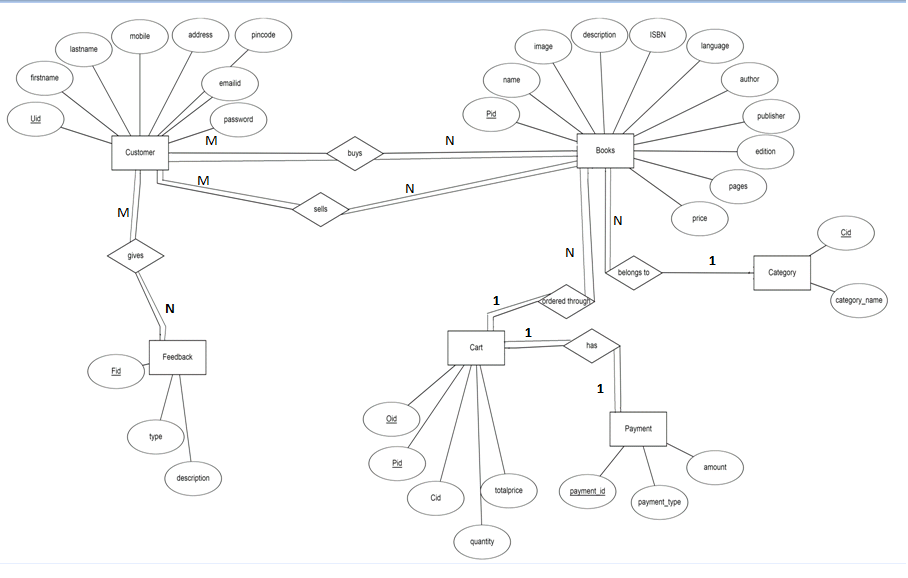 mobile
address
pincode
lastname
firstname
emailid
Uid
password
Customer
M
buys
N
M
sells
N
description
ISBN
image
language
name
author
Pid
publisher
Books
edition
pages
price
M
gives
N
Feedback
Fid
type
description
N
belongs to
1
Category
Cid
category_name
N
ordered through
1
Cart
1
has
1
Payment
Oid
Pid
Cid
totalprice
quantity
payment_id
payment_type
amount